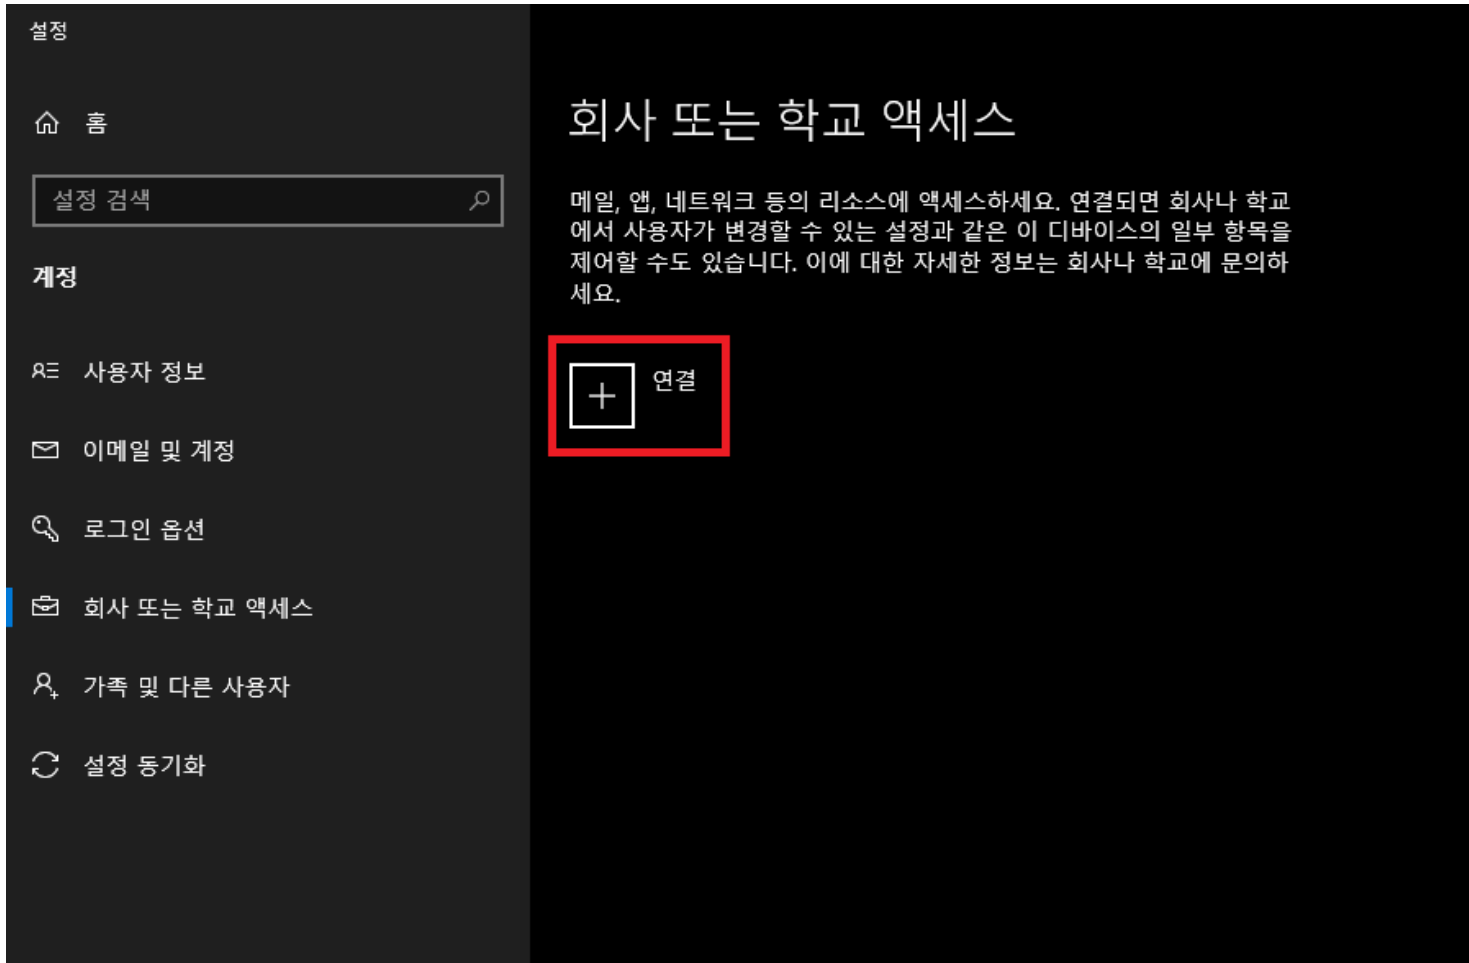 설정
홈
설정 검색
계정
사용자 정보
이메일 및 계정
로그인 옵션
회사 또는 학교 액세스
가족 및 다른 사용자
설정 동기화
회사 또는 학교 액세스
메일, 앱, 네트워크 등의 리소스에 액세스하세요. 연결되면 회사나 학교
에서 사용자가 변경할 수 있는 설정과 같은 이 디바이스의 일부 항목을
제어할 수도 있습니다. 이에 대한 자세한 정보는 회사나 학교에 문의하
세요.
연결